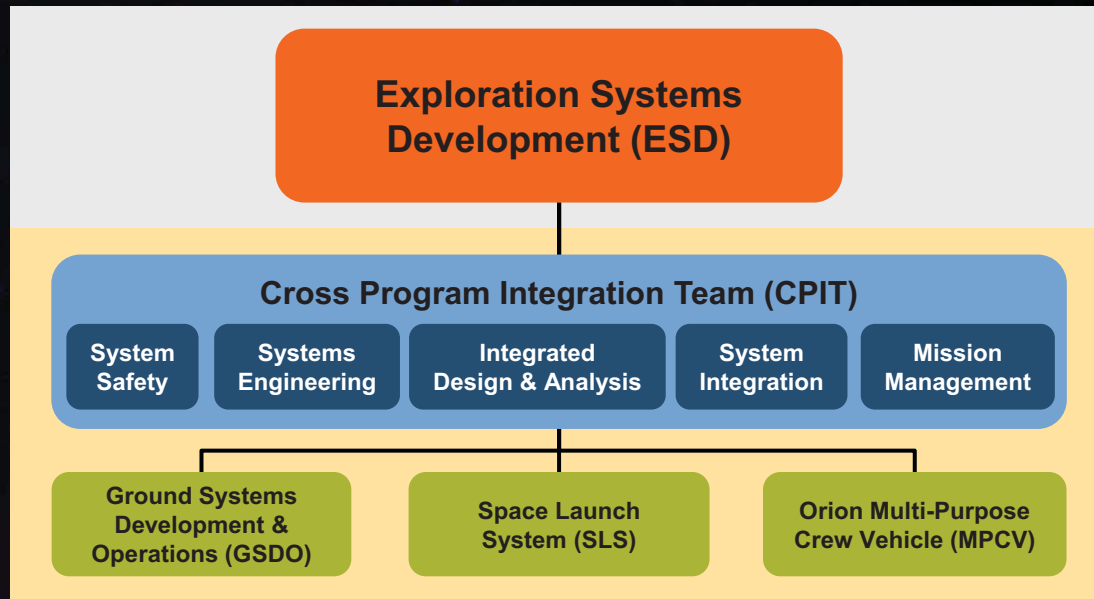 Exploration Systems
Development (ESD)
Cross Program Integration Team (CPIT)
System
Safety
Systems
Engineering
Integrated
Design & Analysis
System
Integration
Mission
Management
Ground Systems
Development &
Operations (GSDO)
Space Launch
System (SLS)
Orion Multi-Purpose
Crew Vehicle (MPCV)